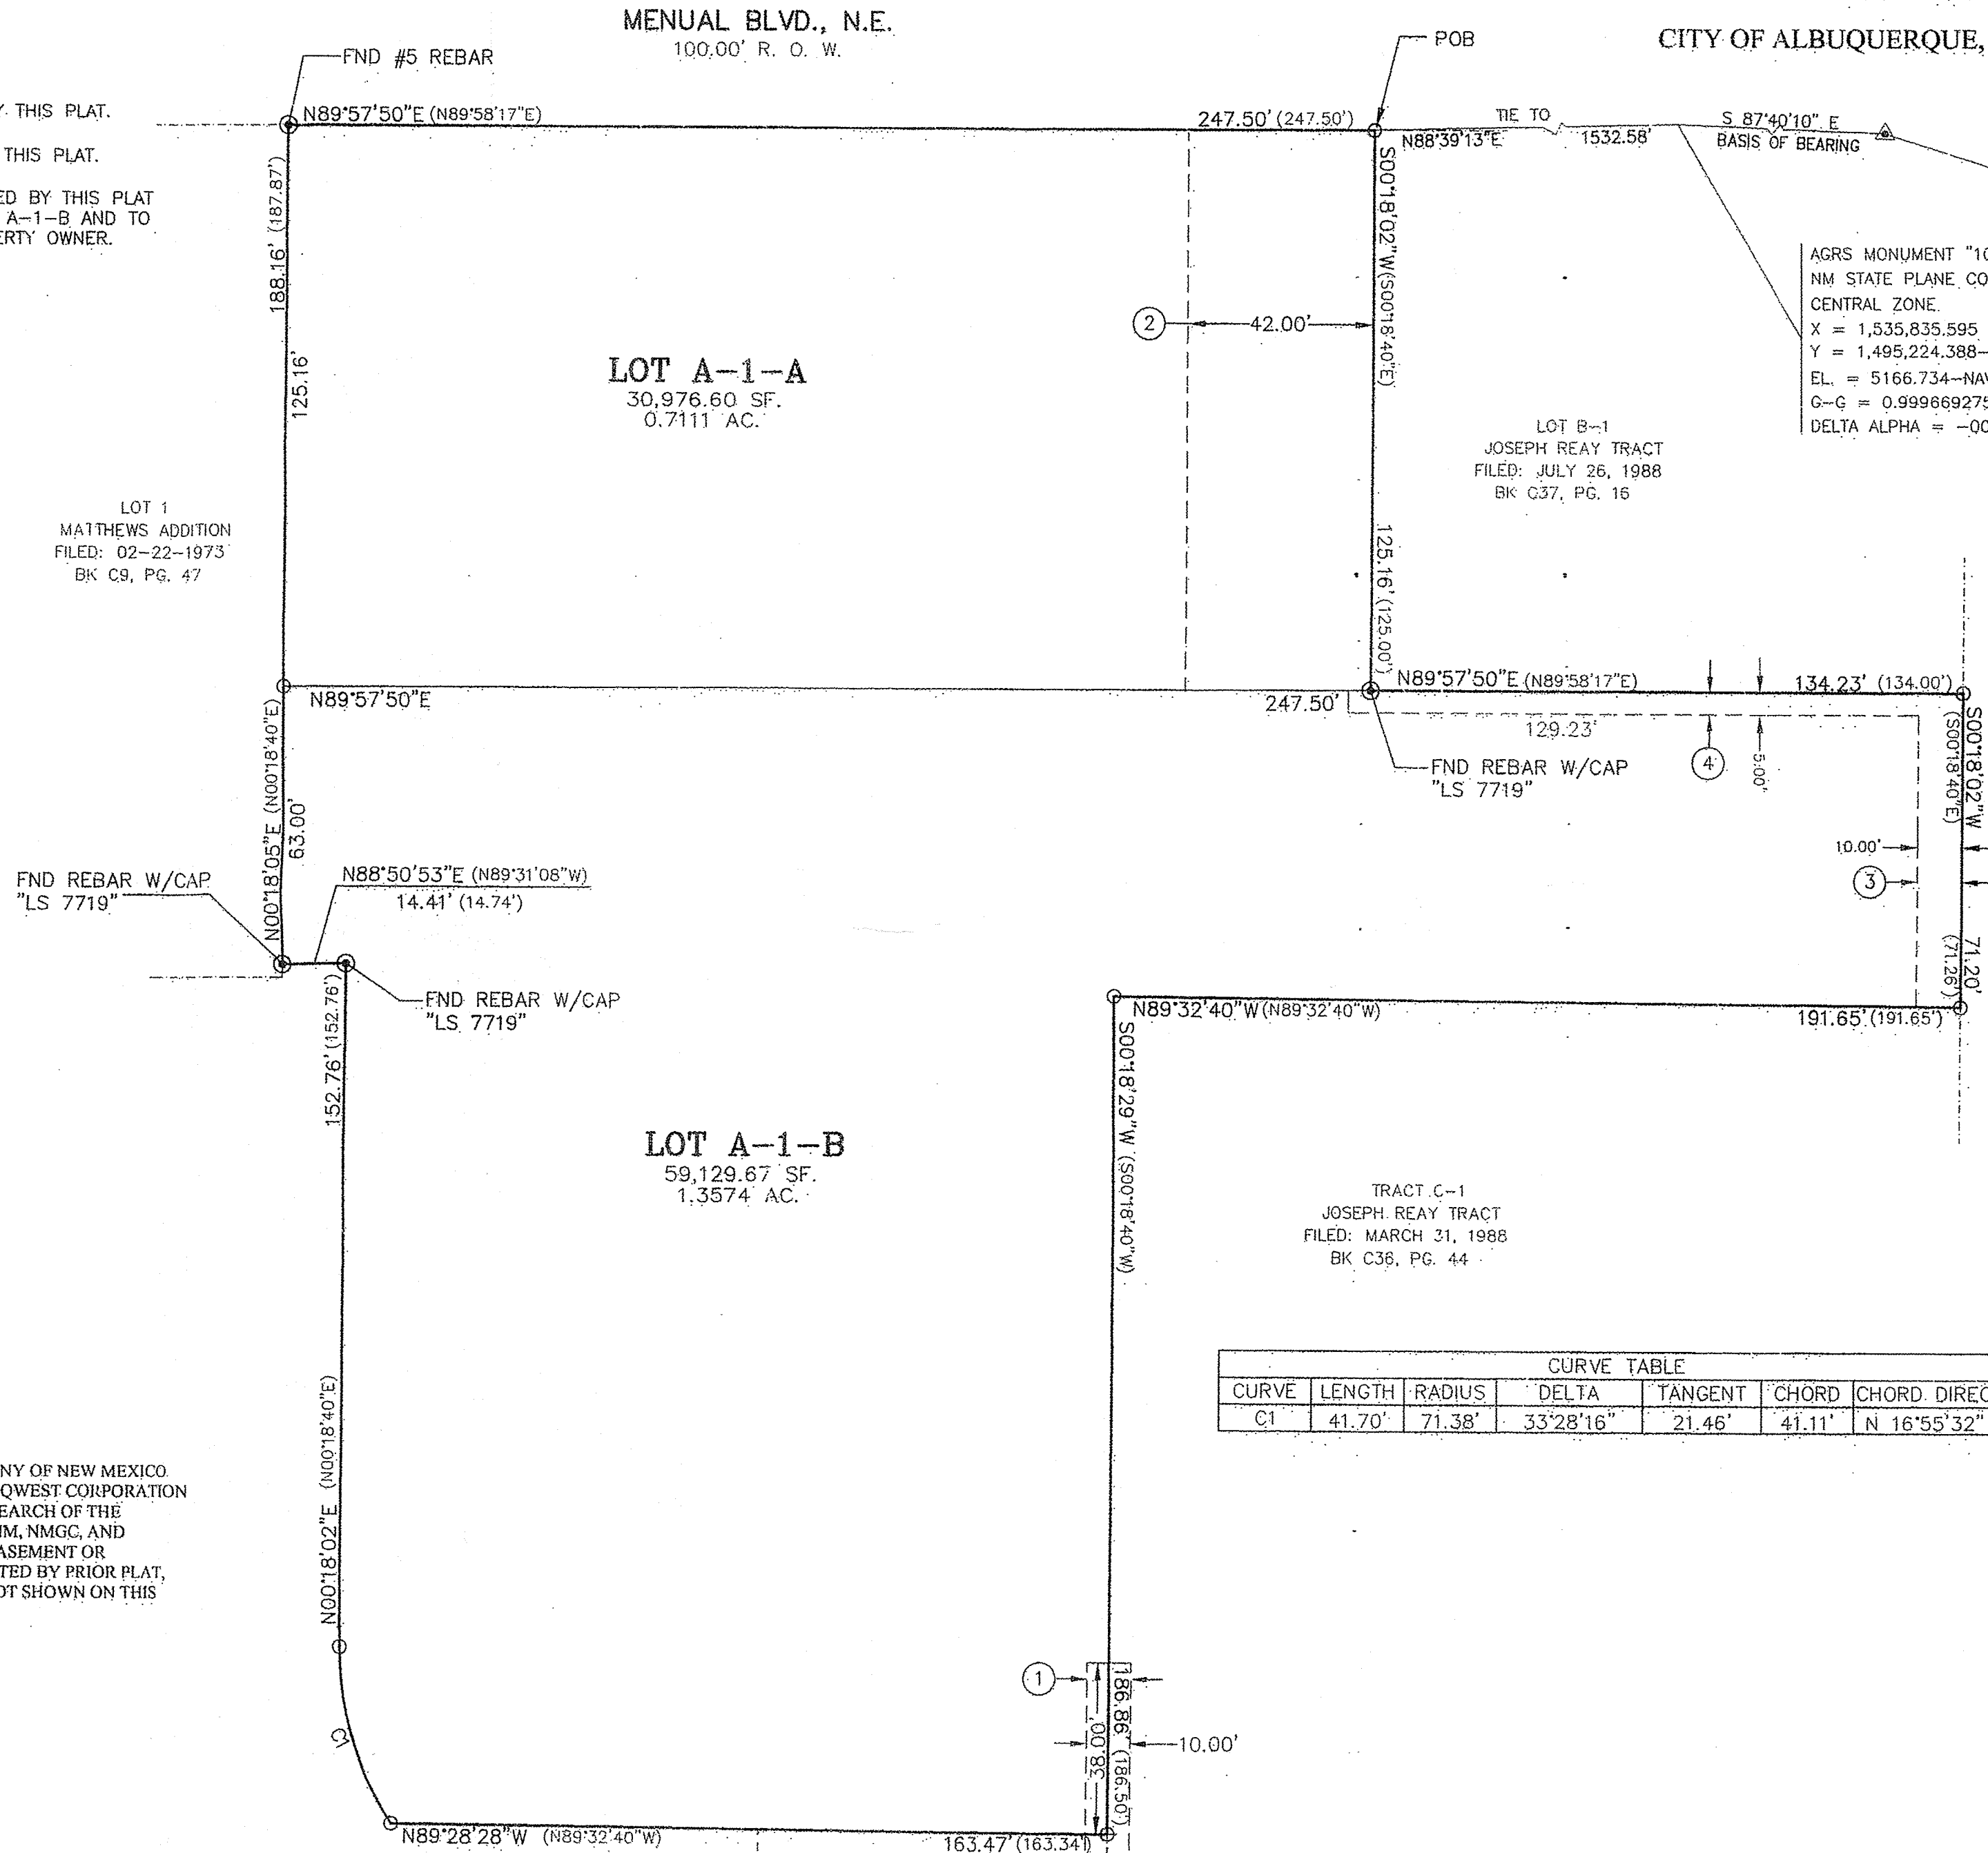 MENUAL BLVD., N.E.
100.00' R. O. W.
CITY OF ALBUQUERQUE,
FND #5 REBAR
POB
THIS PLAT.
THIS PLAT.
BY THIS PLAT
A-1-B AND TO
OWNER.
N89°57'50"E (N89°58'17"E)
247.50' (247.50')
N88°39'13"E
TIE TO
1532.58'
S 87°40'10" E
BASIS OF BEARING
188.16' (187.87')
125.16'
S00°18'02"W (S00°18'40"E)
125.16' (125.00')
2
42.00'
LOT A-1-A
30,976.60 SF.
0.7111 AC.
AGRS MONUMENT "10
NM STATE PLANE CO
CENTRAL ZONE.
X = 1,535,835.595
Y = 1,495,224.388-
EL. = 5166.734-NAV
G-G = 0.999669275
DELTA ALPHA = -00
LOT B-1
JOSEPH REAY TRACT
FILED: JULY 26, 1988
BK C37, PG. 16
LOT 1
MATTHEWS ADDITION
FILED: 02-22-1973
BK C9, PG. 47
N89°57'50"E
247.50'
N89°57'50"E (N89°58'17"E)
134.23' (134.00')
129.23'
4
5.00'
FND REBAR W/CAP
"LS 7719"
S00°18'02"W
(S00°18'40"E)
71.20'
(71.26')
10.00'
3
N00°18'05"E (N00°18'40"E)
63.00'
FND REBAR W/CAP
"LS 7719"
N88°50'53"E (N89°31'08"W)
14.41' (14.74')
FND REBAR W/CAP
"LS 7719"
N89°32'40"W (N89°32'40"W)
191.65' (191.65')
152.76' (152.76')
N00°18'02"E (N00°18'40"E)
S00°18'29"W (S00°18'40"W)
186.86' (186.50')
LOT A-1-B
59,129.67 SF.
1.3574 AC.
TRACT C-1
JOSEPH REAY TRACT
FILED: MARCH 31, 1988
BK C36, PG. 44
CURVE TABLE
CURVE LENGTH RADIUS DELTA TANGENT CHORD CHORD DIREC
C1 41.70' 71.38' 33°28'16" 21.46' 41.11' N 16°55'32"
NY OF NEW MEXICO
QWEST CORPORATION
EARCH OF THE
NMGC, AND
ASEMENT OR
TED BY PRIOR PLAT,
OT SHOWN ON THIS
1
38.00'
10.00'
C1
N89°28'28"W (N89°32'40"W)
163.47' (163.34')